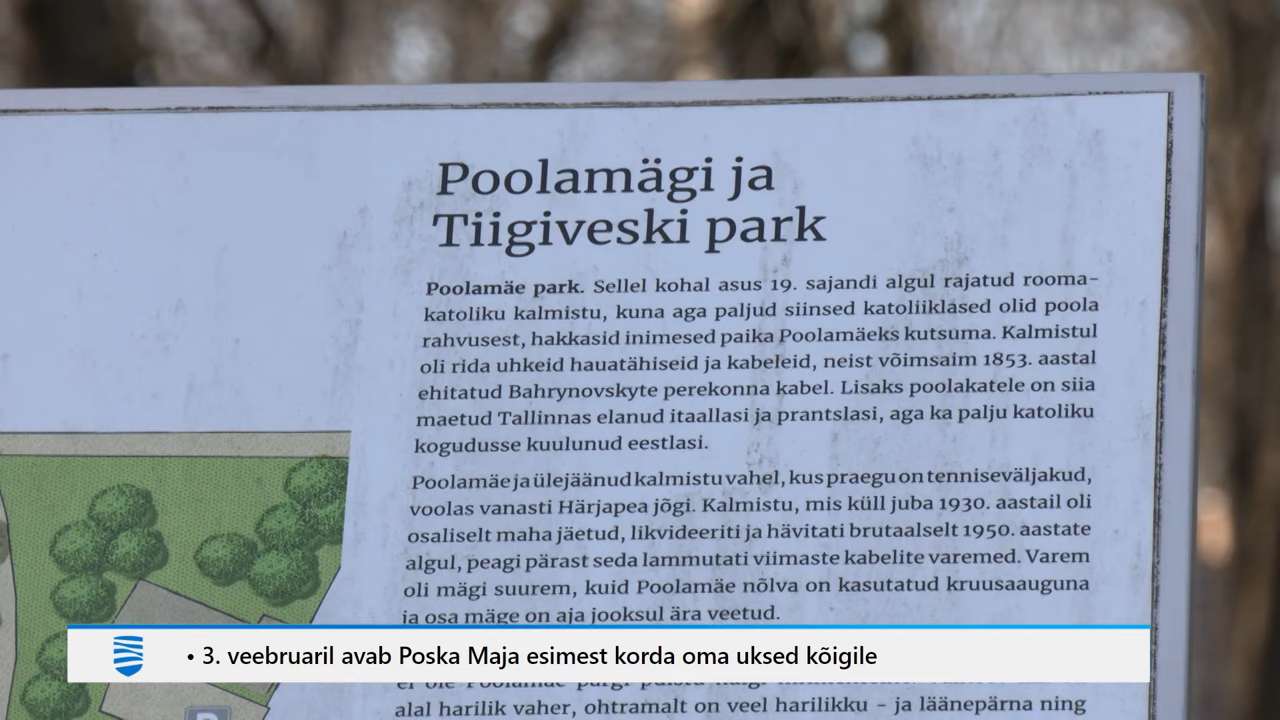 Poolamägi ja
Tiigiveski park
Poolamäe park. Sellel kohal asus 19. sajandi algul rajatud rooma-
katoliku kalmistu, kuna aga paljud siinsed katoliiklased olid poola
rahvusest, hakkasid inimesed paika Poolamäeks kutsuma. Kalmistul
oli rida uhkeid hauatähiseid ja kabeleid, neist võimsaim 1853. aastal
ehitatud Bahrynovskyte perekonna kabel. Lisaks poolakatele on siia
maetud Tallinnas elanud itaallasi ja prantslasi, aga ka palju katoliku
kogudusse kuulunud eestlasi.
Poolamäe ja ülejäänud kalmistu vahel, kus praegu on tenniseväljakud,
voolas vanasti Härjapea jõgi. Kalmistu, mis küll juba 1930. aastail oli
osaliselt maha jäetud, likvideeriti ja hävitati brutaalselt 1950. aastate
algul, peagi pärast seda lammutati viimaste kabelite varemed. Varem
oli mägi suurem, kuid Poolamäe nõlva on kasutatud kruusaauguna
ja osa mäge on aja jooksul ära veetud.
• 3. veebruaril avab Poska Maja esimest korda oma uksed kõigile
alal harilik vaher, ohtramalt on veel harilikku – ja läänepärna ning